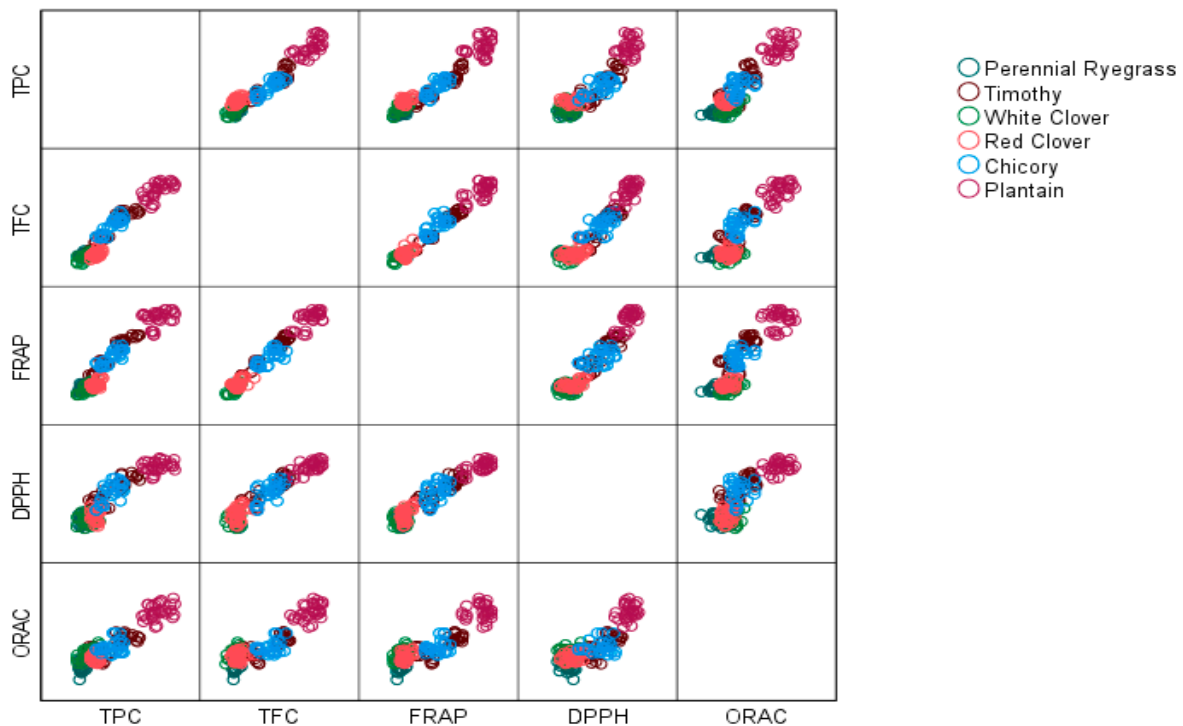 TPC
Perennial Ryegrass
Timothy
White Clover
Red Clover
Chicory
Plantain
TFC
FRAP
DPPH
ORAC
TPC TFC FRAP DPPH ORAC